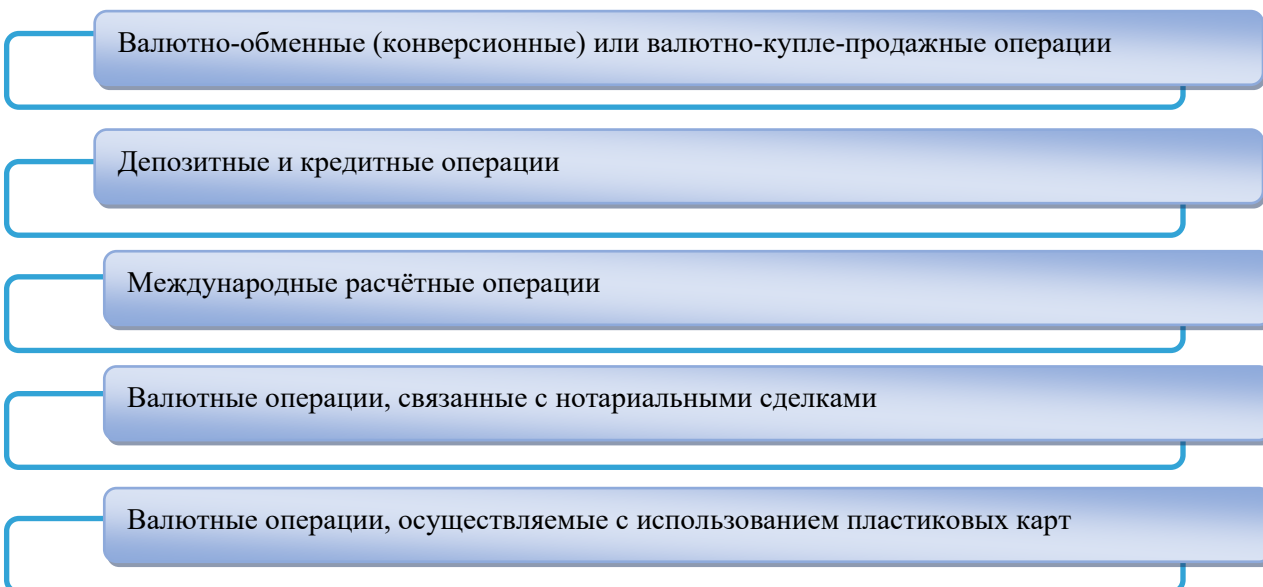 Валютно-обменные (конверсионные) или валютно-купле-продажные операции
Депозитные и кредитные операции
Международные расчётные операции
Валютные операции, связанные с нотариальными сделками
Валютные операции, осуществляемые с использованием пластиковых карт